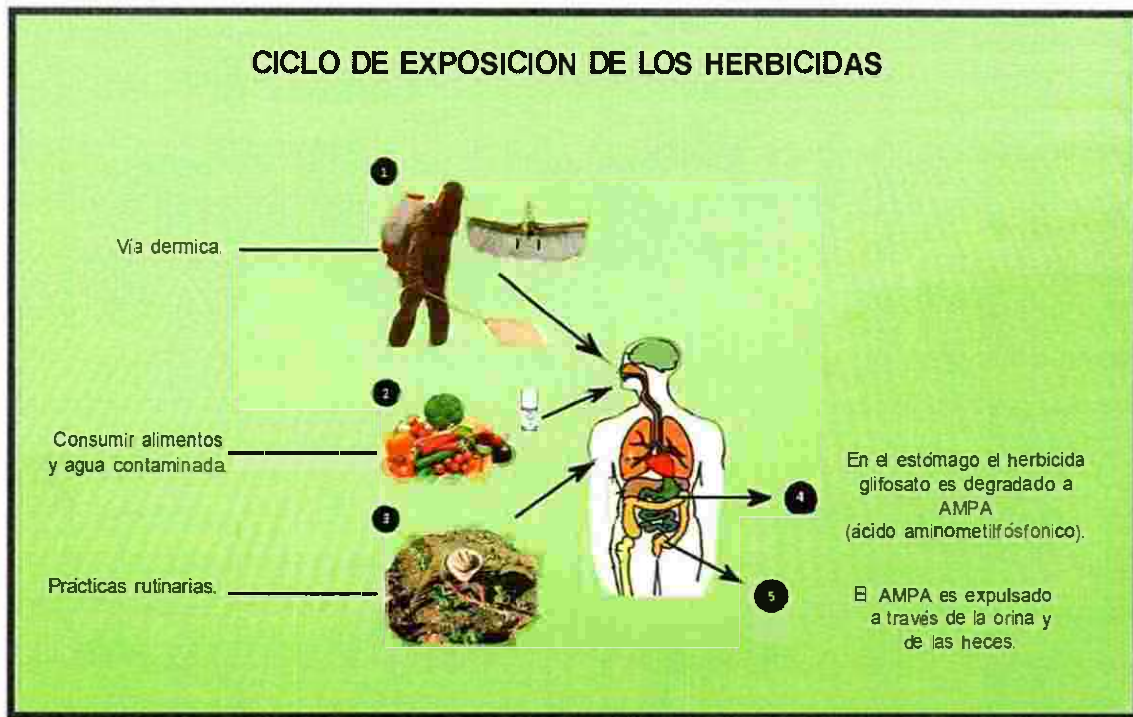 CICLO DE EXPOSICION DE LOS HERBICIDAS
1
Vía dermica.
2
Consumir alimentos
y agua contaminada
3
Prácticas rutinarias.
4
En el estómago el herbicida
glifosato es degradado a
AMPA
(ácido aminometilfósfonico).
5
El AMPA es expulsado
a través de la orina y
de las heces.